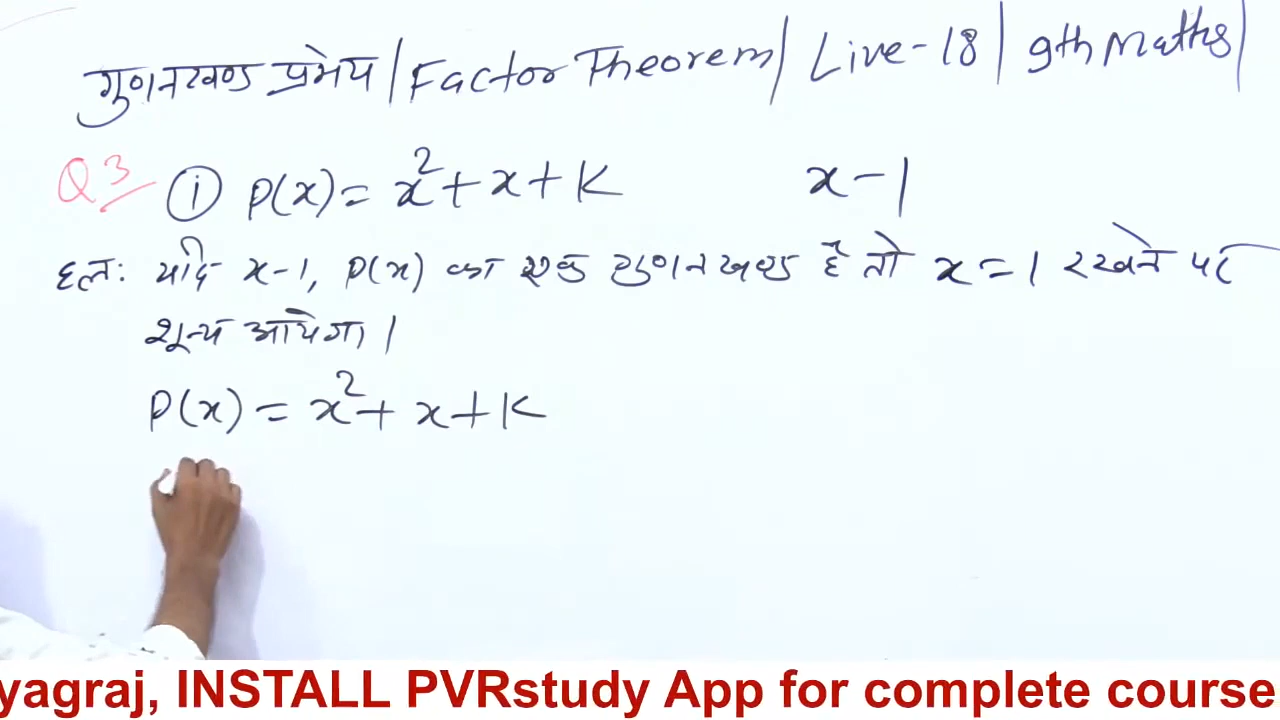 गुणनखण्ड प्रमेय | Factor Theorem | Live-18 | 9th Maths |
Q3 (i) P(x) = x² + x + K x - 1
हल: यदि x-1, P(x) का एक गुणनखण्ड है तो x = 1 रखने पर
शून्य आयेगा।
P(x) = x² + x + K
yagraj, INSTALL PVRstudy App for complete course